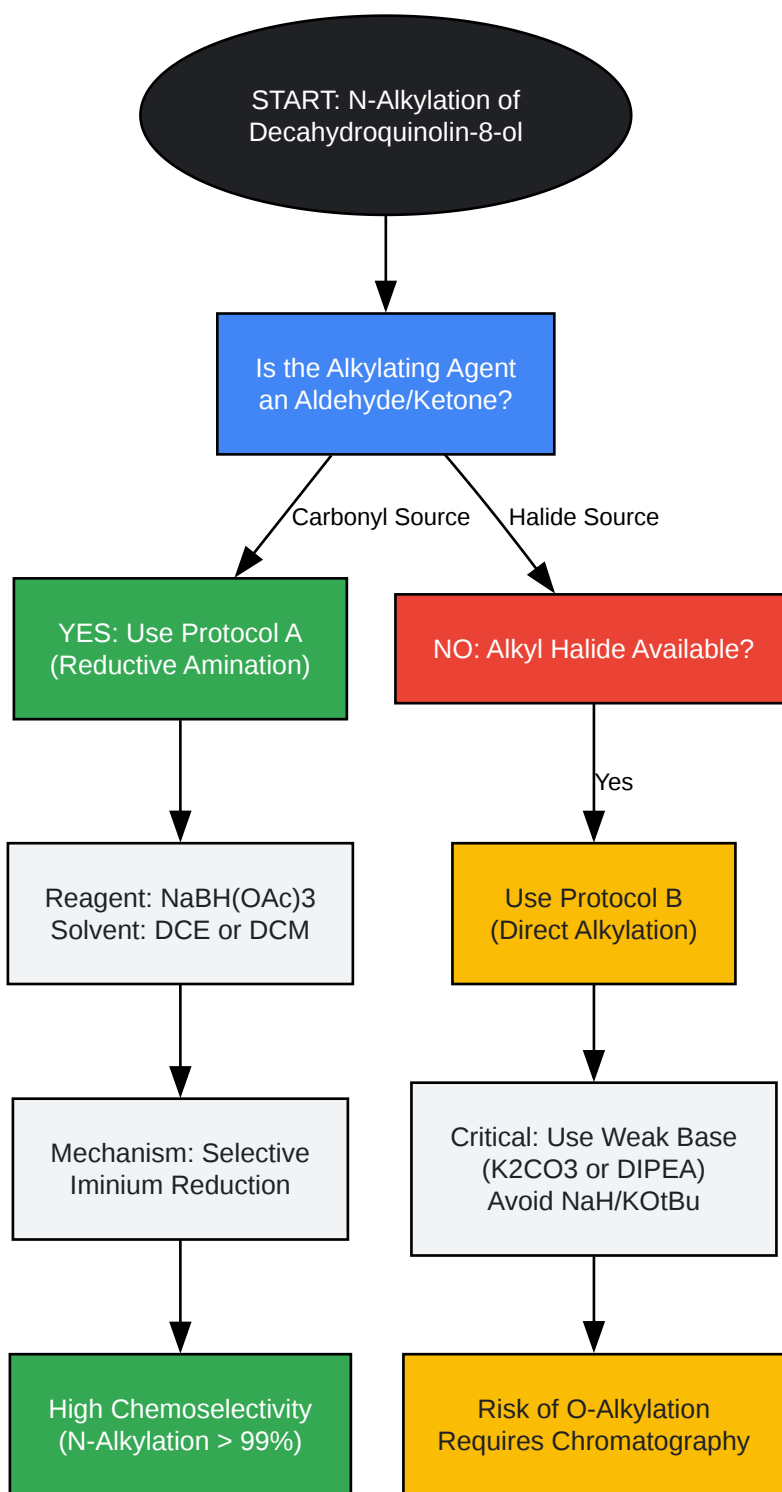 START: N-Alkylation of
Decahydroquinolin-8-ol
Is the Alkylating Agent
an Aldehyde/Ketone?
Carbonyl Source
Halide Source
YES: Use Protocol A
(Reductive Amination)
NO: Alkyl Halide Available?
Yes
Reagent: NaBH(OAc)3
Solvent: DCE or DCM
Use Protocol B
(Direct Alkylation)
Mechanism: Selective
Iminium Reduction
Critical: Use Weak Base
(K2CO3 or DIPEA)
Avoid NaH/KOtBu
High Chemoselectivity
(N-Alkylation > 99%)
Risk of O-Alkylation
Requires Chromatography